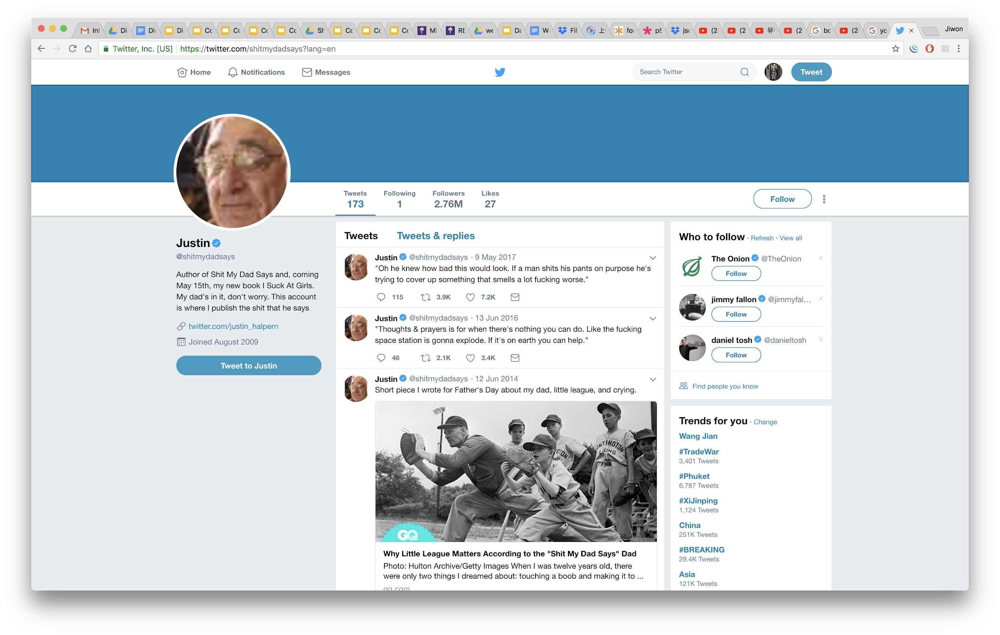 Inl Di Di Di Co Co Co Co Sh Co Co Co Mi RE we Da W Fil 上 fo p5 jsc (2 (2 뮤 (2 bc (2 yo Jiwon
Twitter, Inc. [US] https://twitter.com/shitmydadsays?lang=en
Home Notifications Messages Search Twitter Tweet
Tweets Following Followers Likes
173 1 2.76M 27 Follow
Justin
@shitmydadsays
Author of Shit My Dad Says and, coming
May 15th, my new book I Suck At Girls.
My dad's in it, don't worry. This account
is where I publish the shit that he says
twitter.com/justin_halpern
Joined August 2009
Tweet to Justin
Tweets Tweets & replies
Justin @shitmydadsays · 9 May 2017
"Oh he knew how bad this would look. If a man shits his pants on purpose he's
trying to cover up something that smells a lot fucking worse."
115 3.9K 7.2K
Justin @shitmydadsays · 13 Jun 2016
"Thoughts & prayers is for when there's nothing you can do. Like the fucking
space station is gonna explode. If it's on earth you can help."
46 2.1K 3.4K
Justin @shitmydadsays · 12 Jun 2014
Short piece I wrote for Father's Day about my dad, little league, and crying.
UNTINGTON
LIONS
GTON
GQ
Why Little League Matters According to the "Shit My Dad Says" Dad
Photo: Hulton Archive/Getty Images When I was twelve years old, there
were only two things I dreamed about: touching a boob and making it to ...
gq.com
Who to follow · Refresh · View all
The Onion @TheOnion
Follow
jimmy fallon @jimmyfal...
Follow
daniel tosh @danieltosh
Follow
Find people you know
Trends for you · Change
Wang Jian
#TradeWar
3,401 Tweets
#Phuket
6,787 Tweets
#XiJinping
1,124 Tweets
China
251K Tweets
#BREAKING
29.4K Tweets
Asia
121K Tweets